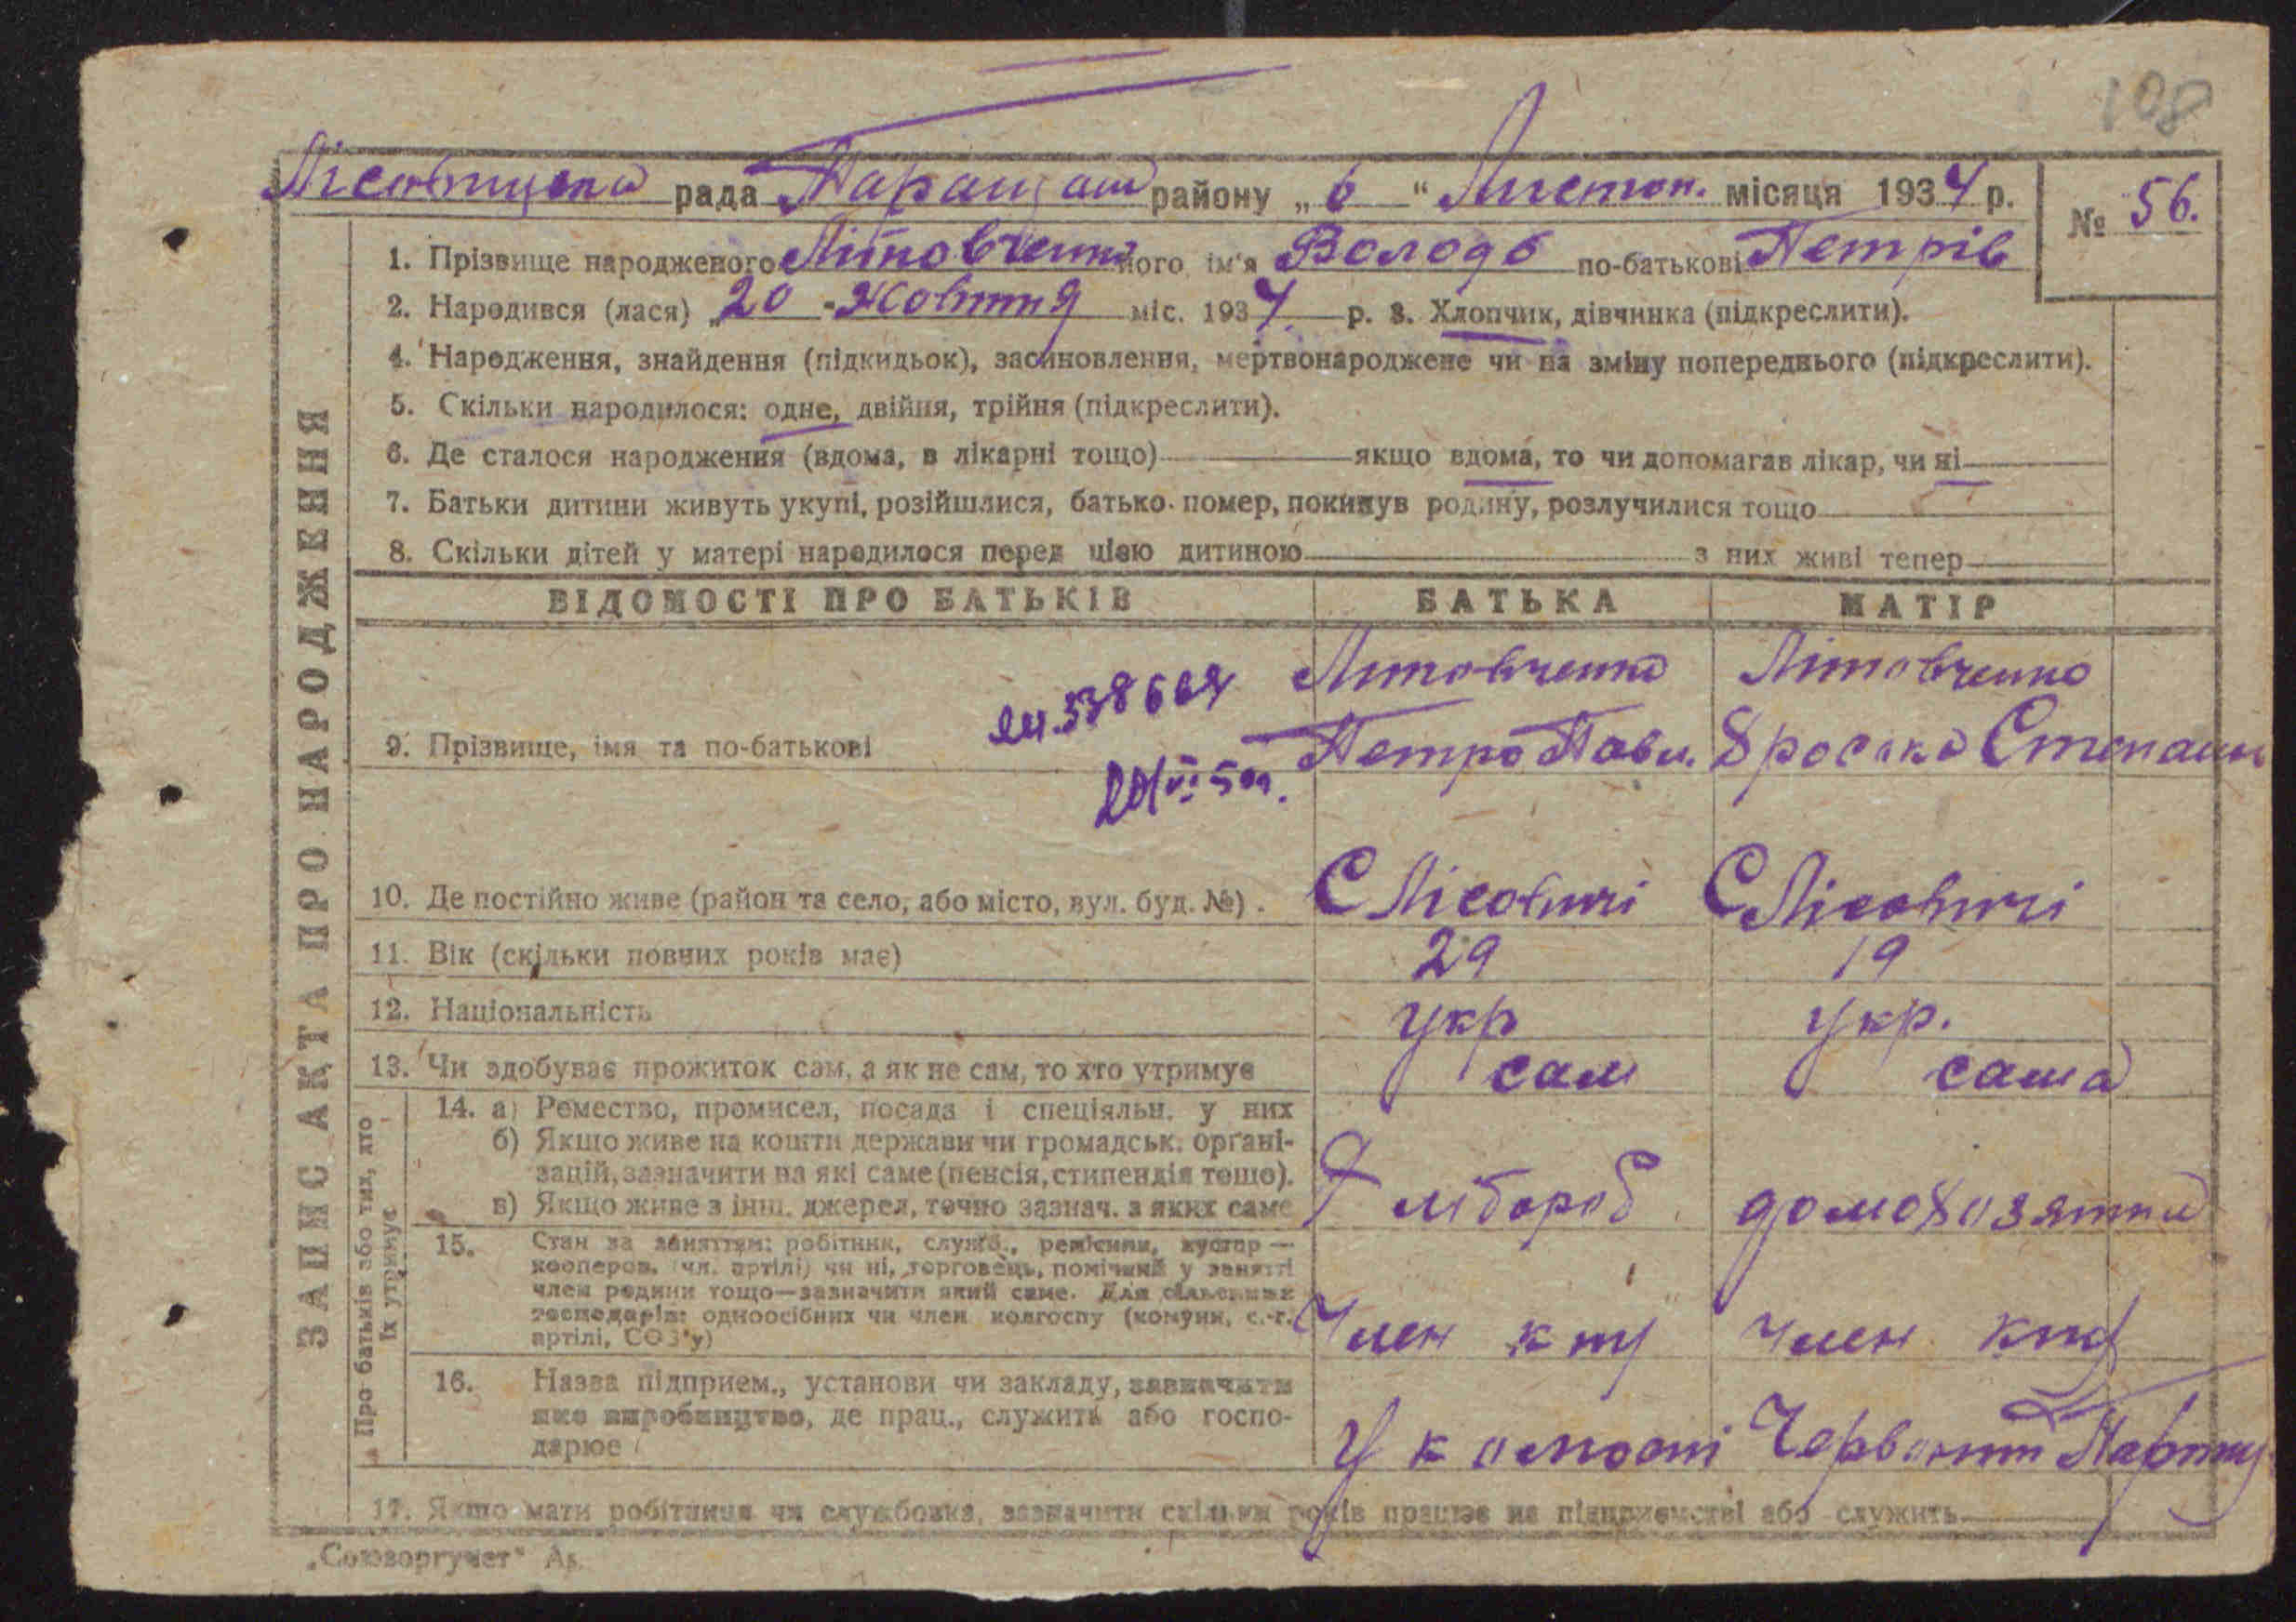 108
Лісовицька рада Таращан району „ 6 “ Листоп. місяця 1934 р. № 56.
1. Прізвище народженого Літовченко його ім'я Володь по-батькові Петрів
2. Народився (лася) „ 20 - жовтня міс. 1934 р. 3. Хлопчик, дівчинка (підкреслити).
4. Народження, знайдення (підкидьок), засиновлення, мертвонароджене чи на зміну попереднього (підкреслити).
5. Скільки народилося: одне, двійня, трійня (підкреслити).
6. Де сталося народження (вдома, в лікарні тощо) якщо вдома, то чи допомагав лікар, чи ні
7. Батьки дитини живуть укупі, розійшлися, батько помер, покинув родину, розлучилися тощо
8. Скільки дітей у матері народилося перед цією дитиною з них живі тепер
ЗАПИС АКТА ПРО НАРОДЖЕННЯ
ВІДОМОСТІ ПРО БАТЬКІВ БАТЬКА МАТІР
Літовченко Літовченко
9. Прізвище, імя та по-батькові Петро Павл. Степан
10. Де постійно живе (район та село, або місто, вул. буд. №) . С Лісовичі С Лісовичі
11. Вік (скільки повних років має) 29 19
12. Національність укр укр.
13. Чи здобуває прожиток сам, а як не сам, то хто утримує сам сама
Про батьків або тих, хто
їх утримує
14. а) Ремество, промисел, посада і спеціяльн. у них
б) Якщо живе на кошти держави чи громадськ. органі-
зацій, зазначити на які саме (пенсія, стипендія тощо).
в) Якщо живе з інш. джерел, точно зазнач. з яких саме
Хлібороб домохозятка
15. Стан за заняттям: робітник, служб., ремісник, кустар —
кооперов. (чл. артілі) чи ні, торговець, помічний у занятті
член родини тощо—зазначити який саме. Для сільських
господарів: одноосібних чи член колгоспу (комуни, с.-г.
артілі, СОЗ'у)
Член член
16. Назва підприєм., установи чи закладу, зазначити
яке виробництво, де прац., служить або госпо-
дарює
У Червон
17. Якщо мати робітниця чи службовка, зазначити скільки років працює на підприємстві або служить
„Союзоргучет“